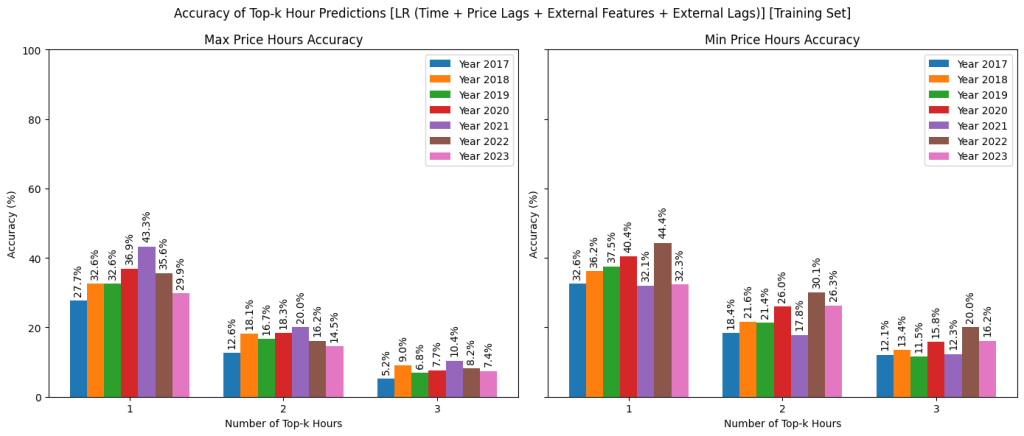 Accuracy of Top-k Hour Predictions [LR (Time + Price Lags + External Features + External Lags)] [Training Set]
Max Price Hours Accuracy
100
80
60
40
20
0
Accuracy (%)
Year 2017
Year 2018
Year 2019
Year 2020
Year 2021
Year 2022
Year 2023
27.7%
32.6%
32.6%
36.9%
43.3%
35.6%
29.9%
12.6%
18.1%
16.7%
18.3%
20.0%
16.2%
14.5%
5.2%
9.0%
6.8%
7.7%
10.4%
8.2%
7.4%
1
2
3
Number of Top-k Hours
Min Price Hours Accuracy
Accuracy (%)
Year 2017
Year 2018
Year 2019
Year 2020
Year 2021
Year 2022
Year 2023
32.6%
36.2%
37.5%
40.4%
32.1%
44.4%
32.3%
18.4%
21.6%
21.4%
26.0%
17.8%
30.1%
26.3%
12.1%
13.4%
11.5%
15.8%
12.3%
20.0%
16.2%
1
2
3
Number of Top-k Hours